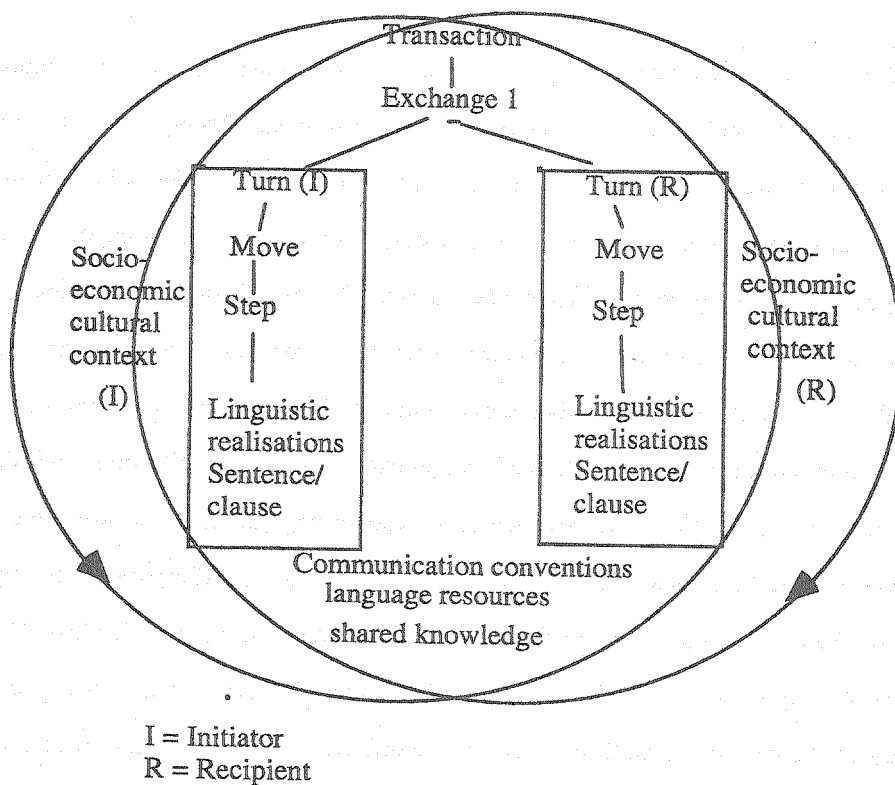 Transaction
Exchange 1
Turn (I)
Move
Step
Linguistic
realisations
Sentence/
clause
Turn (R)
Move
Step
Linguistic
realisations
Sentence/
clause
Socio-
economic
cultural
context
(I)
Socio-
economic
cultural
context
(R)
Communication conventions
language resources
shared knowledge
I = Initiator
R = Recipient